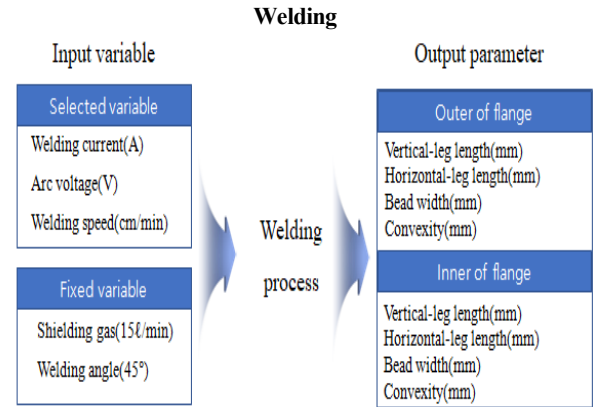 Welding
Input variable
Selected variable
Welding current(A)
Arc voltage(V)
Welding speed(cm/min)
Fixed variable
Shielding gas(15ℓ/min)
Welding angle(45°)
Welding
process
Output parameter
Outer of flange
Vertical-leg length(mm)
Horizontal-leg length(mm)
Bead width(mm)
Convexity(mm)
Inner of flange
Vertical-leg length(mm)
Horizontal-leg length(mm)
Bead width(mm)
Convexity(mm)